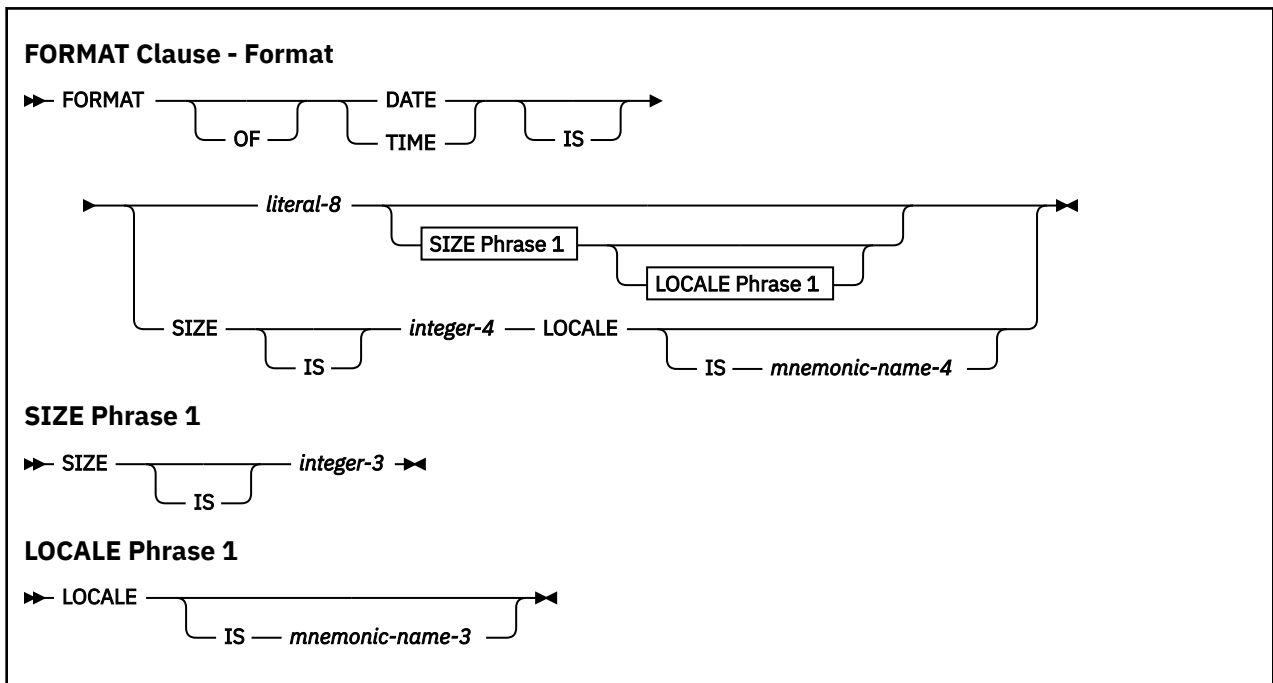 FORMAT Clause - Format
FORMAT OF DATE TIME IS
literal-8 SIZE Phrase 1 LOCALE Phrase 1
SIZE IS integer-4 LOCALE IS mnemonic-name-4
SIZE Phrase 1
SIZE IS integer-3
LOCALE Phrase 1
LOCALE IS mnemonic-name-3